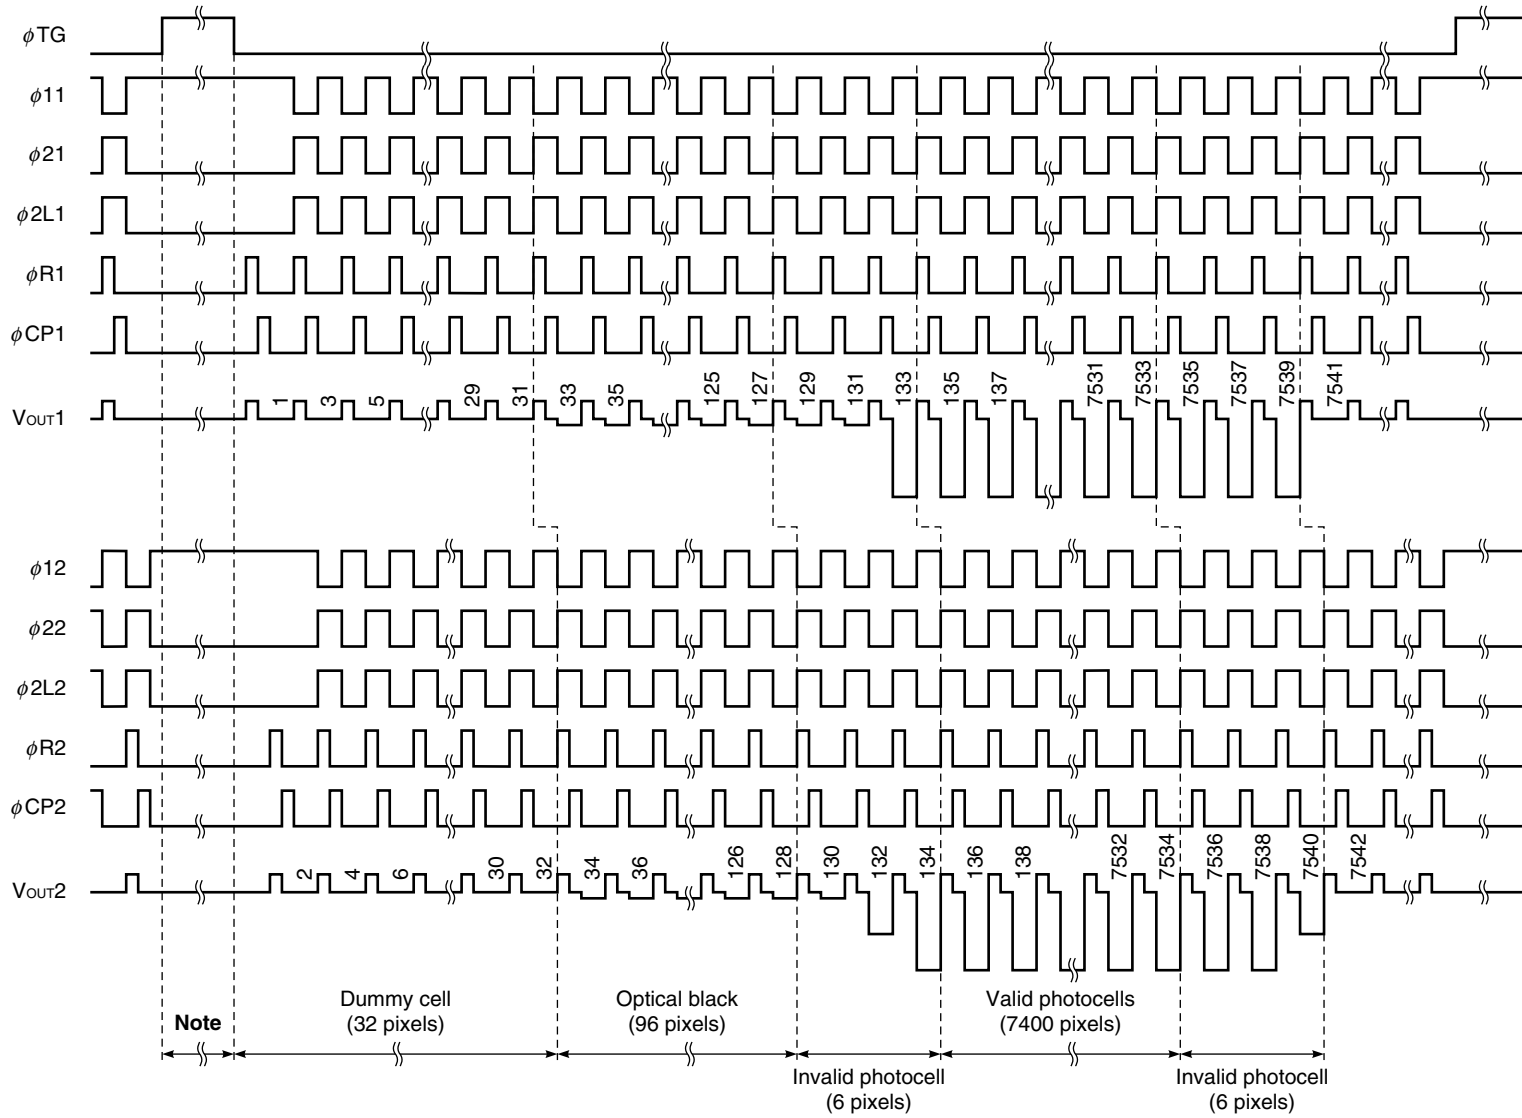 φTG
φ11
φ21
φ2L1
φR1
φCP1
VOUT1
1 3 5 29 31 33 35 125 127 129 131 133 135 137 7531 7533 7535 7537 7539 7541
φ12
φ22
φ2L2
φR2
φCP2
VOUT2
2 4 6 30 32 34 36 126 128 130 132 134 136 138 7532 7534 7536 7538 7540 7542
Note
Dummy cell
(32 pixels)
Optical black
(96 pixels)
Invalid photocell
(6 pixels)
Valid photocells
(7400 pixels)
Invalid photocell
(6 pixels)